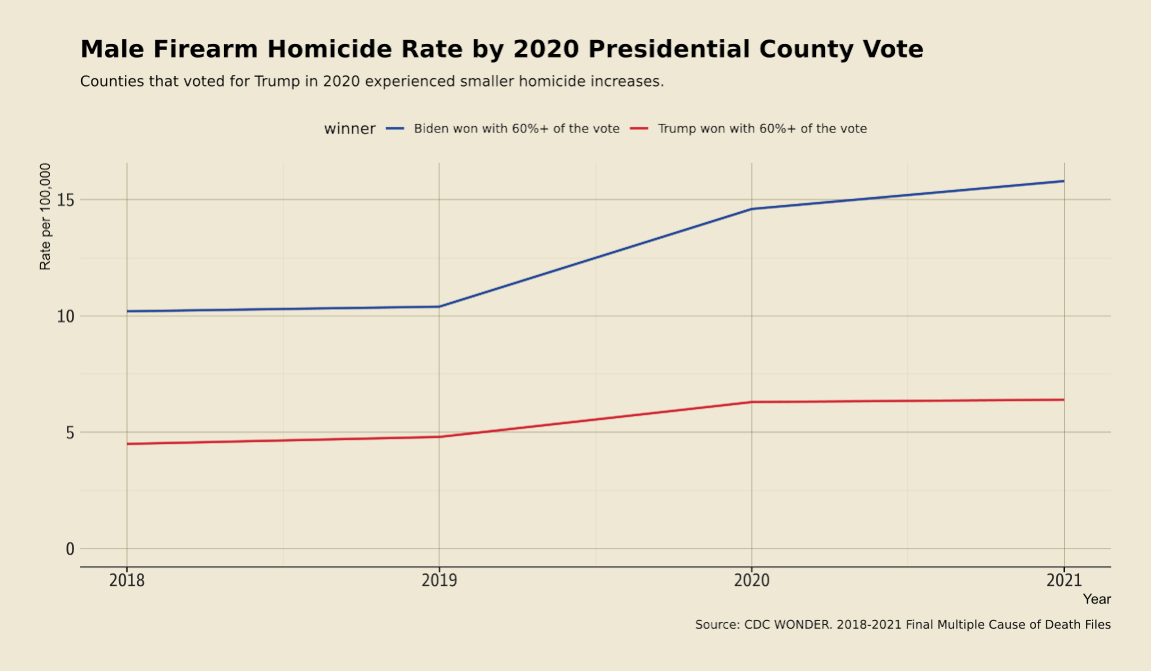 Male Firearm Homicide Rate by 2020 Presidential County Vote
Counties that voted for Trump in 2020 experienced smaller homicide increases.
winner Biden won with 60%+ of the vote Trump won with 60%+ of the vote
Rate per 100,000
15
10
5
0
2018 2019 2020 2021
Year
Source: CDC WONDER. 2018-2021 Final Multiple Cause of Death Files